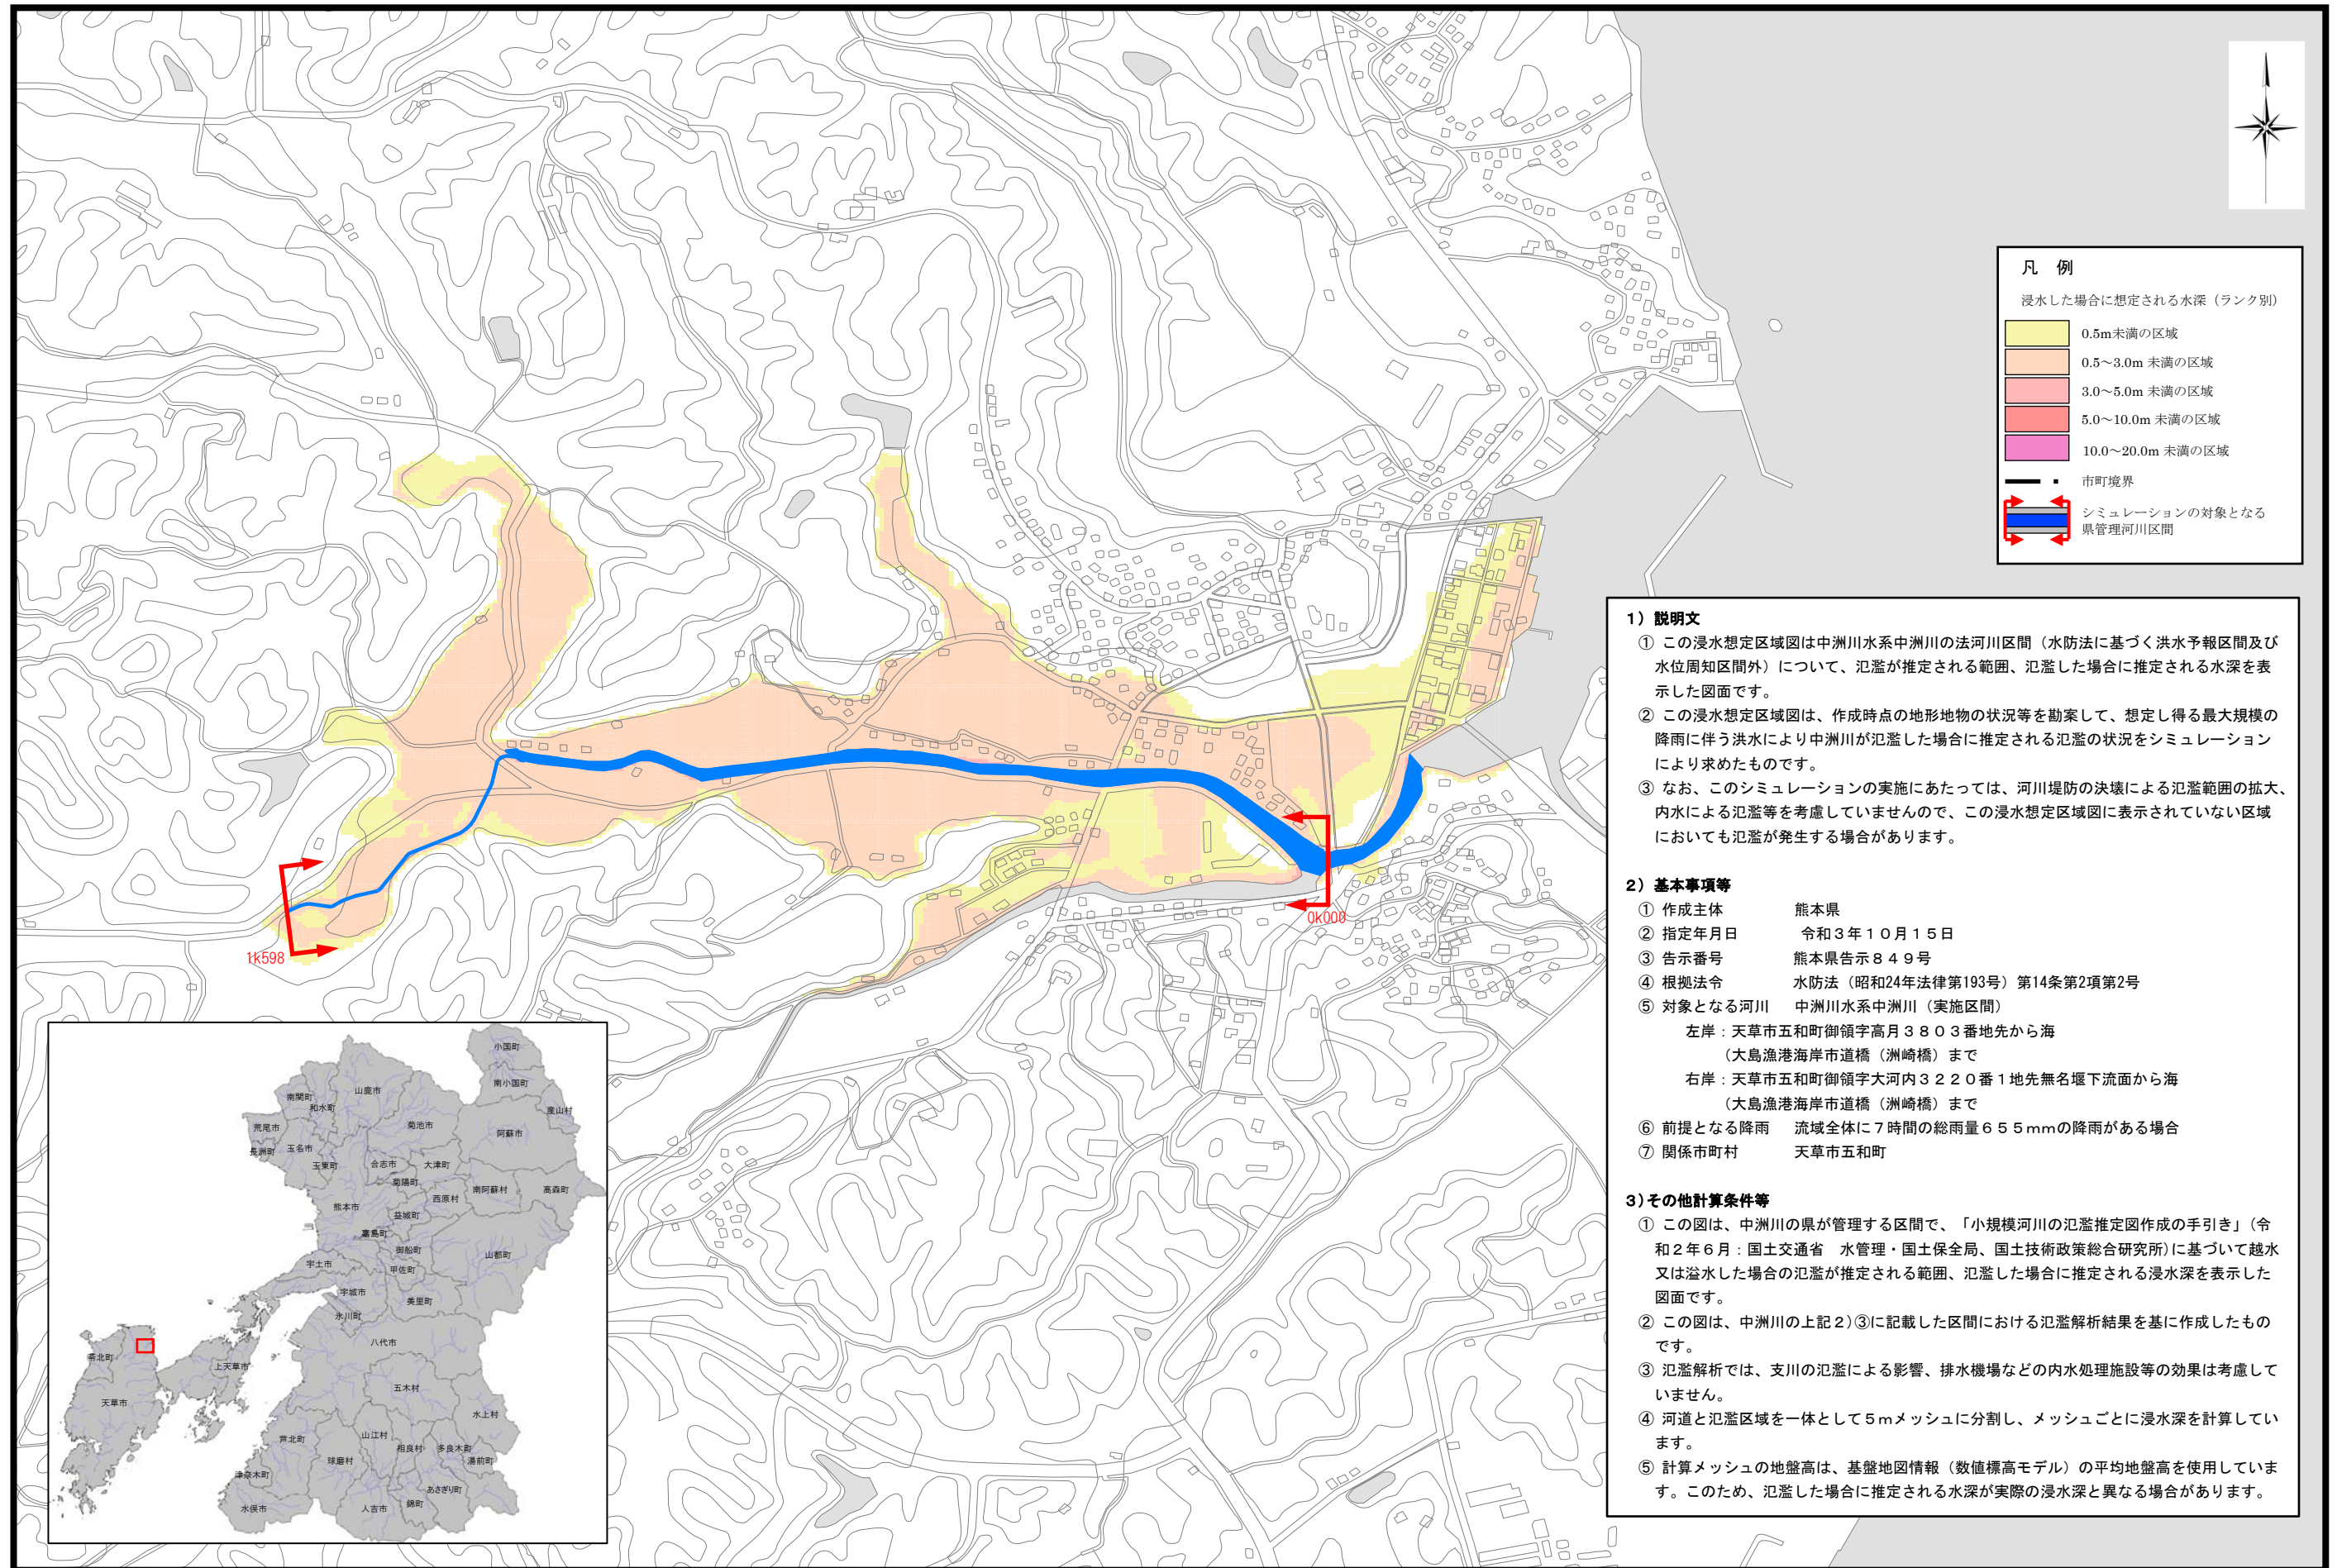 凡　例
浸水した場合に想定される水深（ランク別）
0.5m未満の区域
0.5～3.0m 未満の区域
3.0～5.0m 未満の区域
5.0～10.0m 未満の区域
10.0～20.0m 未満の区域
市町境界
シミュレーションの対象となる
県管理河川区間
1）説明文
① この浸水想定区域図は中洲川水系中洲川の法河川区間（水防法に基づく洪水予報区間及び
水位周知区間外）について、氾濫が推定される範囲、氾濫した場合に推定される水深を表
示した図面です。
② この浸水想定区域図は、作成時点の地形地物の状況等を勘案して、想定し得る最大規模の
降雨に伴う洪水により中洲川が氾濫した場合に推定される氾濫の状況をシミュレーション
により求めたものです。
③ なお、このシミュレーションの実施にあたっては、河川堤防の決壊による氾濫範囲の拡大、
内水による氾濫等を考慮していませんので、この浸水想定区域図に表示されていない区域
においても氾濫が発生する場合があります。
2）基本事項等
① 作成主体　熊本県
② 指定年月日　令和３年１０月１５日
③ 告示番号　熊本県告示８４９号
④ 根拠法令　水防法（昭和24年法律第193号）第14条第2項第2号
⑤ 対象となる河川　中洲川水系中洲川（実施区間）
左岸：天草市五和町御領字高月３８０３番地先から海
（大島漁港海岸市道橋（洲崎橋）まで
右岸：天草市五和町御領字大河内３２２０番１地先無名堰下流面から海
（大島漁港海岸市道橋（洲崎橋）まで
⑥ 前提となる降雨　流域全体に７時間の総雨量６５５mmの降雨がある場合
⑦ 関係市町村　天草市五和町
3)その他計算条件等
① この図は、中洲川の県が管理する区間で、「小規模河川の氾濫推定図作成の手引き」（令
和２年６月：国土交通省　水管理・国土保全局、国土技術政策総合研究所)に基づいて越水
又は溢水した場合の氾濫が推定される範囲、氾濫した場合に推定される浸水深を表示した
図面です。
② この図は、中洲川の上記２)③に記載した区間における氾濫解析結果を基に作成したもの
です。
③ 氾濫解析では、支川の氾濫による影響、排水機場などの内水処理施設等の効果は考慮して
いません。
④ 河道と氾濫区域を一体として５ｍメッシュに分割し、メッシュごとに浸水深を計算してい
ます。
⑤ 計算メッシュの地盤高は、基盤地図情報（数値標高モデル）の平均地盤高を使用していま
す。このため、氾濫した場合に推定される水深が実際の浸水深と異なる場合があります。
0k000
1k598
小国町
南小国町
産山村
山鹿市
南関町
和水町
荒尾市
長洲町
玉名市
玉東町
菊池市
阿蘇市
合志市
大津町
菊陽町
西原村
南阿蘇村
高森町
熊本市
益城町
嘉島町
御船町
山都町
宇土市
甲佐町
宇城市
美里町
氷川町
八代市
上天草市
苓北町
天草市
五木村
水上村
芦北町
山江村
相良村
多良木町
湯前町
球磨村
津奈木町
あさぎり町
錦町
水俣市
人吉市